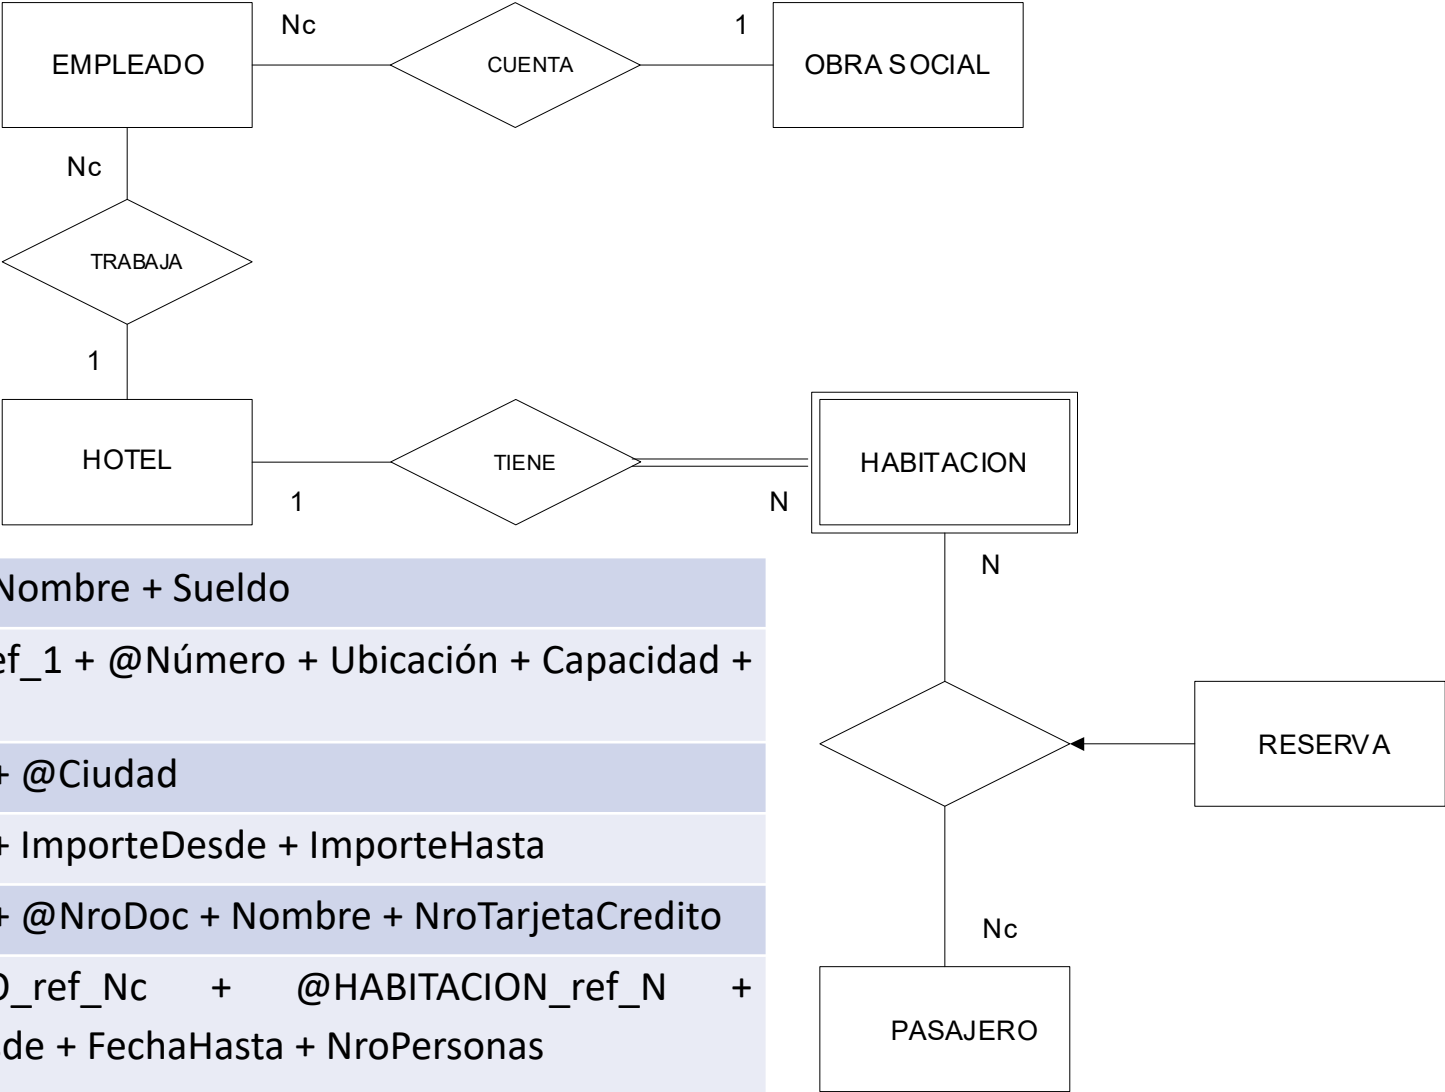 Nc
1
EMPLEADO
CUENTA
OBRA SOCIAL
Nc
TRABAJA
1
HOTEL
TIENE
HABITACION
1
N
N
Nombre + Sueldo
ef_1 + @Número + Ubicación + Capacidad +
+ @Ciudad
RESERVA
+ ImporteDesde + ImporteHasta
+ @NroDoc + Nombre + NroTarjetaCredito
Nc
O_ref_Nc + @HABITACION_ref_N +
de + FechaHasta + NroPersonas
PASAJERO